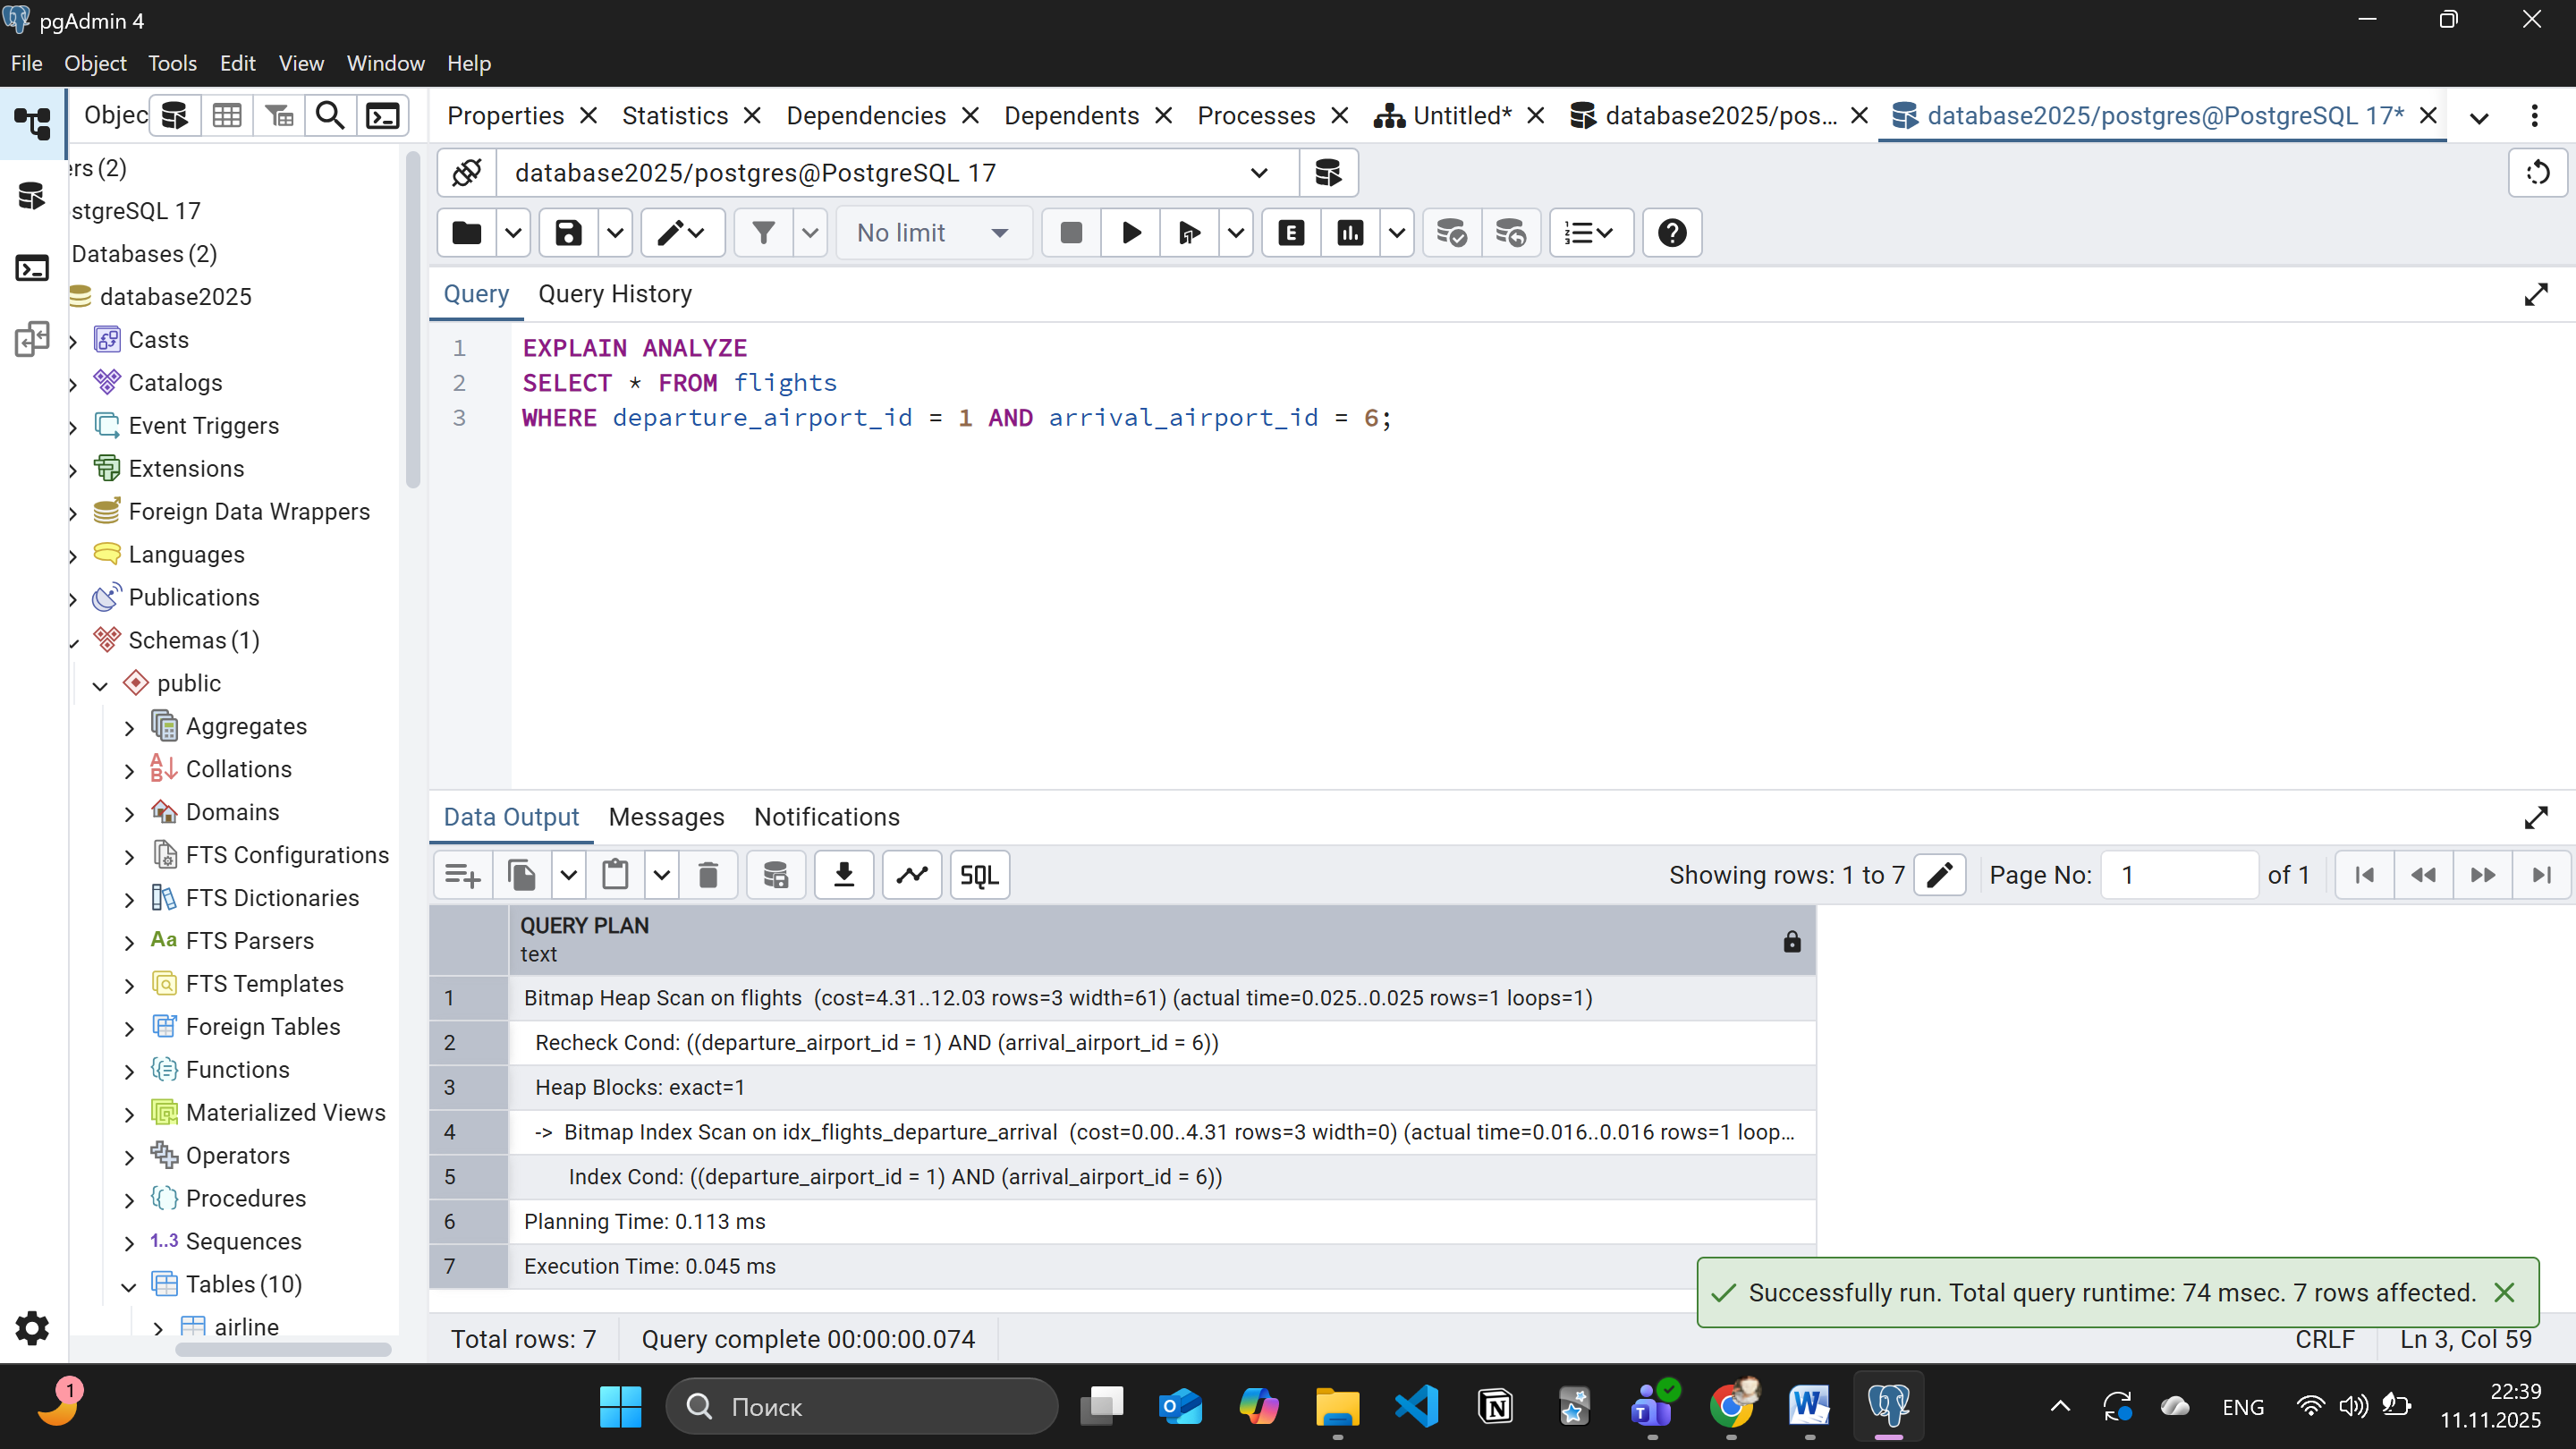 pgAdmin 4
File Object Tools Edit View Window Help
Objec
Properties Statistics Dependencies Dependents Processes Untitled* database2025/pos... database2025/postgres@PostgreSQL 17*
ers (2)
stgreSQL 17
Databases (2)
database2025
Casts
Catalogs
Event Triggers
Extensions
Foreign Data Wrappers
Languages
Publications
Schemas (1)
public
Aggregates
Collations
Domains
FTS Configurations
FTS Dictionaries
FTS Parsers
FTS Templates
Foreign Tables
Functions
Materialized Views
Operators
Procedures
1..3 Sequences
Tables (10)
airline
database2025/postgres@PostgreSQL 17
No limit
Query Query History
1 EXPLAIN ANALYZE
2 SELECT * FROM flights
3 WHERE departure_airport_id = 1 AND arrival_airport_id = 6;
Data Output Messages Notifications
SQL
Showing rows: 1 to 7
Page No: 1 of 1
QUERY PLAN
text
1 Bitmap Heap Scan on flights (cost=4.31..12.03 rows=3 width=61) (actual time=0.025..0.025 rows=1 loops=1)
2 Recheck Cond: ((departure_airport_id = 1) AND (arrival_airport_id = 6))
3 Heap Blocks: exact=1
4 -> Bitmap Index Scan on idx_flights_departure_arrival (cost=0.00..4.31 rows=3 width=0) (actual time=0.016..0.016 rows=1 loop...
5 Index Cond: ((departure_airport_id = 1) AND (arrival_airport_id = 6))
6 Planning Time: 0.113 ms
7 Execution Time: 0.045 ms
Successfully run. Total query runtime: 74 msec. 7 rows affected.
Total rows: 7 Query complete 00:00:00.074
CRLF Ln 3, Col 59
1
Поиск
ENG
22:39
11.11.2025